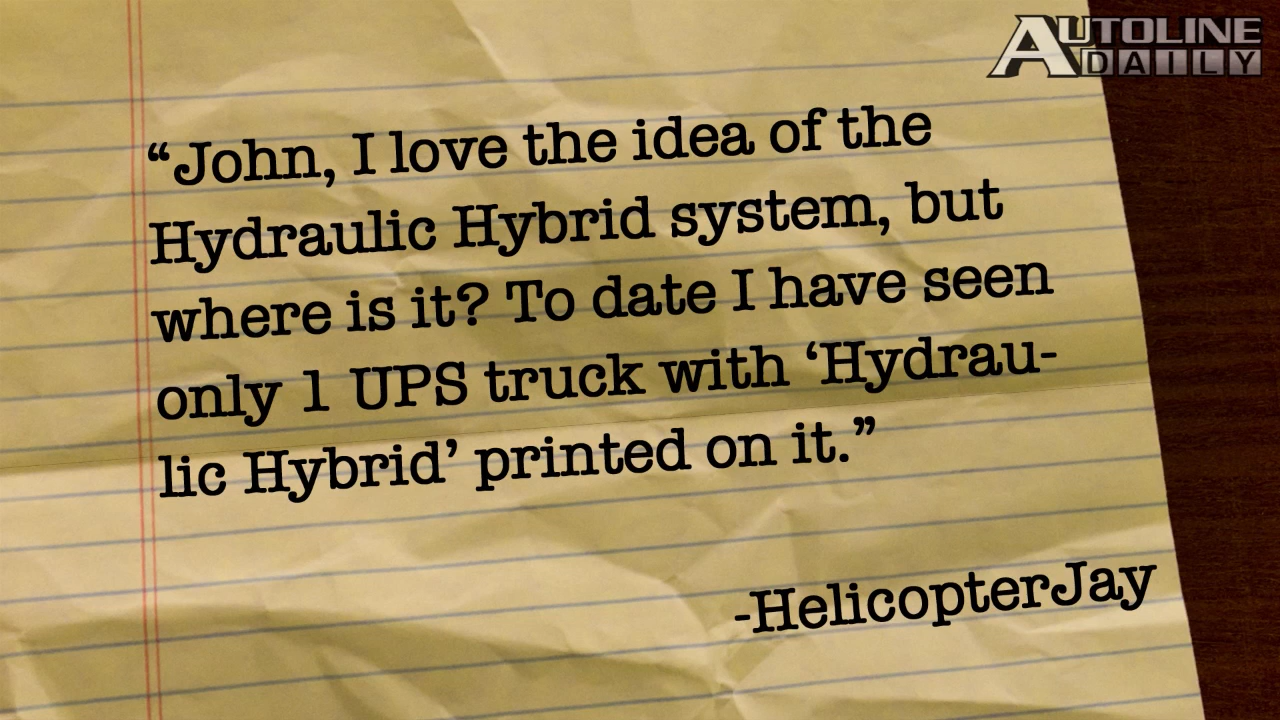 AUTOLINE
DAILY
“John, I love the idea of the
Hydraulic Hybrid system, but
where is it? To date I have seen
only 1 UPS truck with ‘Hydrau-
lic Hybrid’ printed on it.”
-HelicopterJay